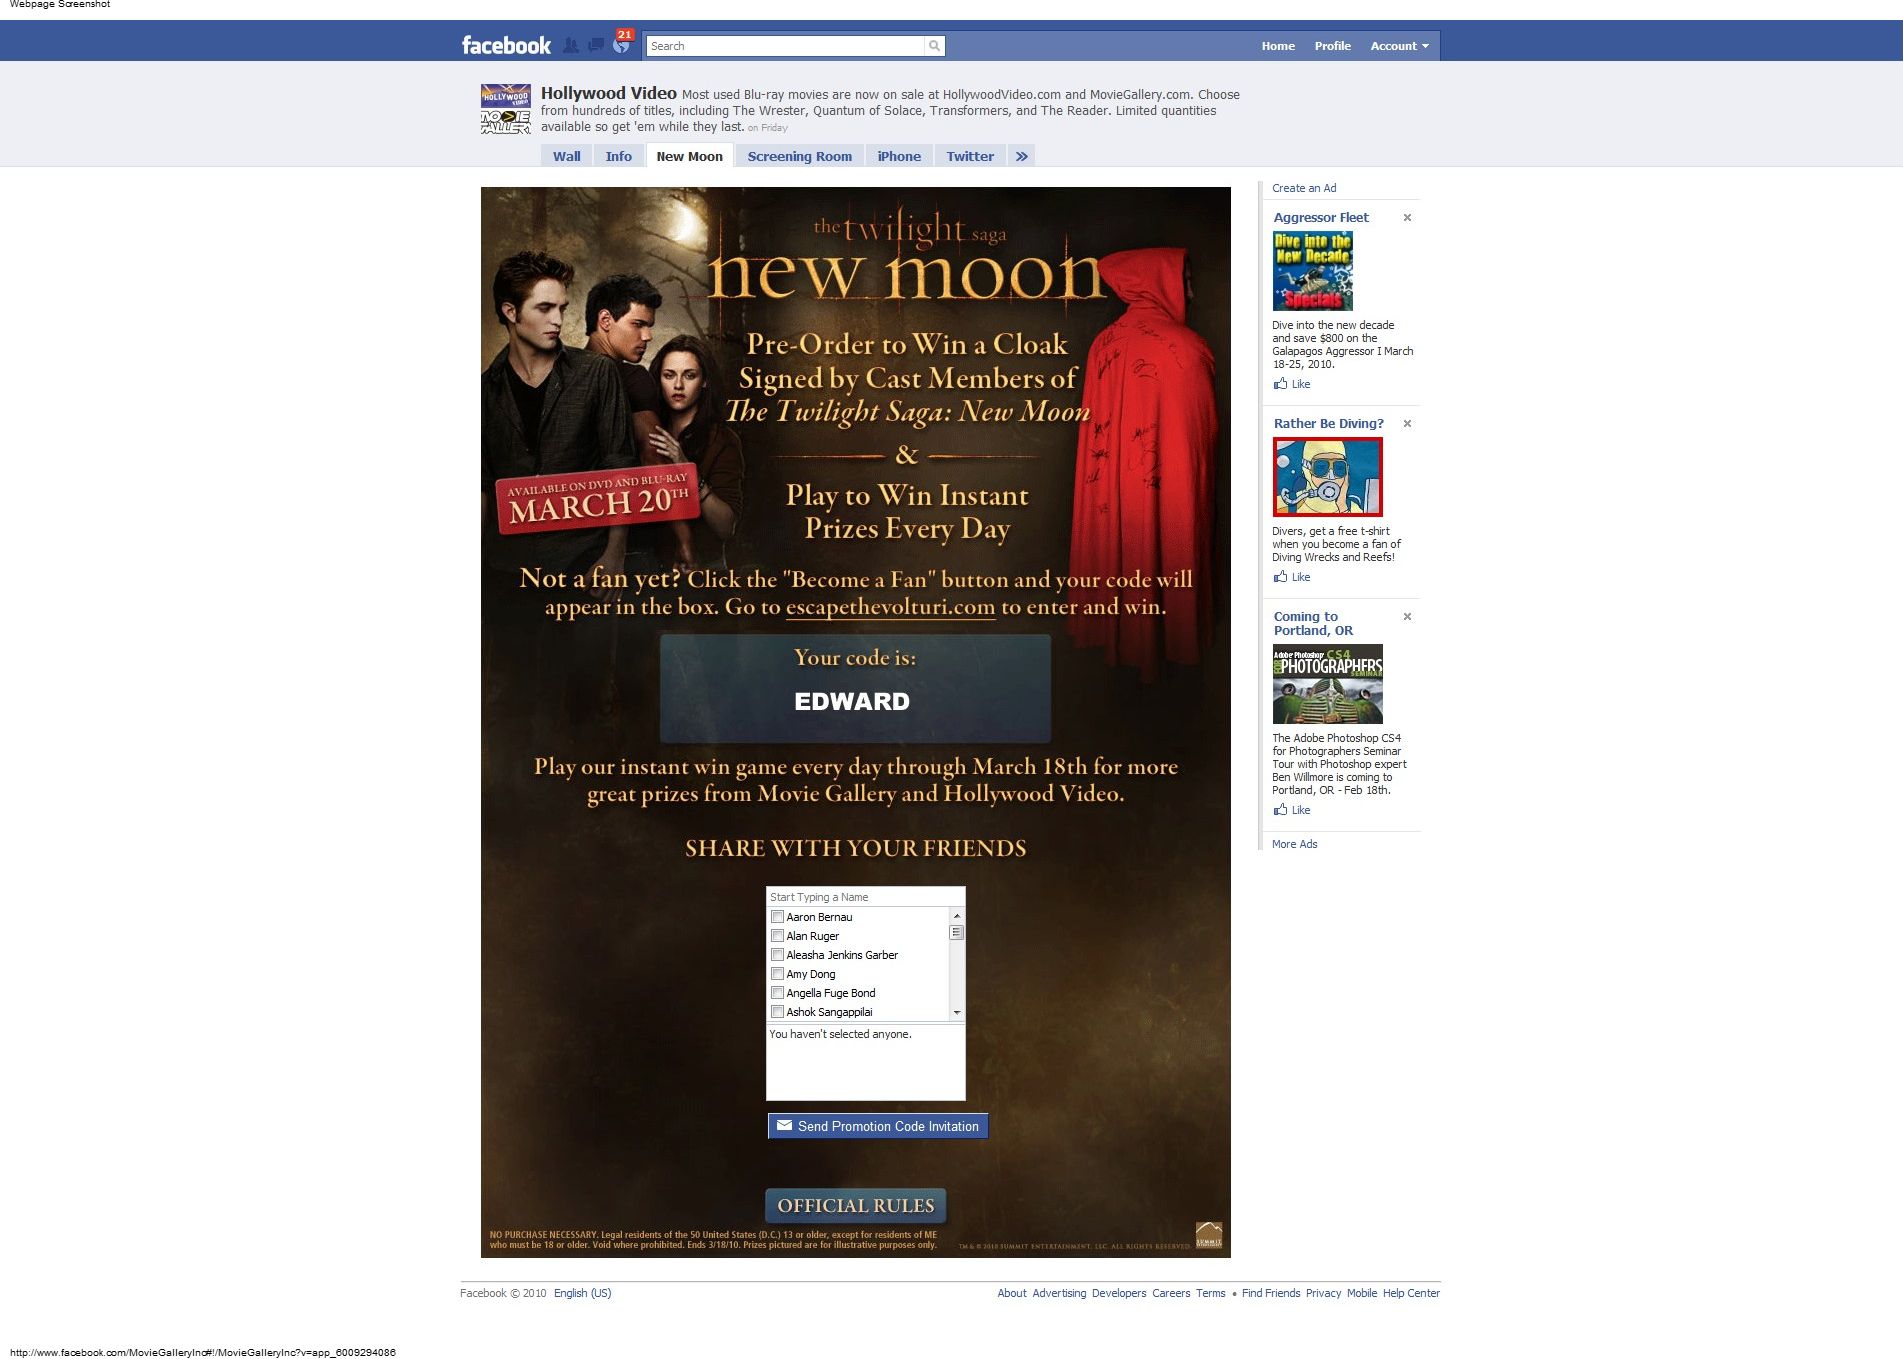 Webpage Screenshot
facebook
21
Search
Home Profile Account
HOLLYWOOD VIDEO
MOVIE GALLERY
Hollywood Video Most used Blu-ray movies are now on sale at HollywoodVideo.com and MovieGallery.com. Choose
from hundreds of titles, including The Wrester, Quantum of Solace, Transformers, and The Reader. Limited quantities
available so get 'em while they last. on Friday
Wall Info New Moon Screening Room iPhone Twitter »
the twilight saga
new moon
Pre-Order to Win a Cloak
Signed by Cast Members of
The Twilight Saga: New Moon
&
Play to Win Instant
Prizes Every Day
AVAILABLE ON DVD AND BLU-RAY
MARCH 20TH
Not a fan yet? Click the "Become a Fan" button and your code will
appear in the box. Go to escapethevolturi.com to enter and win.
Your code is:
EDWARD
Play our instant win game every day through March 18th for more
great prizes from Movie Gallery and Hollywood Video.
SHARE WITH YOUR FRIENDS
Start Typing a Name
Aaron Bernau
Alan Ruger
Aleasha Jenkins Garber
Amy Dong
Angella Fuge Bond
Ashok Sangappilai
You haven't selected anyone.
Send Promotion Code Invitation
OFFICIAL RULES
NO PURCHASE NECESSARY. Legal residents of the 50 United States (D.C.) 13 or older, except for residents of ME
who must be 18 or older. Void where prohibited. Ends 3/18/10. Prizes pictured are for illustrative purposes only.
TM & © 2010 SUMMIT ENTERTAINMENT, LLC. ALL RIGHTS RESERVED.
SUMMIT
Create an Ad
Aggressor Fleet
Dive into the
New Decade
Specials
Dive into the new decade
and save $800 on the
Galapagos Aggressor I March
18-25, 2010.
Like
Rather Be Diving?
Divers, get a free t-shirt
when you become a fan of
Diving Wrecks and Reefs!
Like
Coming to
Portland, OR
Adobe Photoshop CS4
FOR PHOTOGRAPHERS
SEMINAR
The Adobe Photoshop CS4
for Photographers Seminar
Tour with Photoshop expert
Ben Willmore is coming to
Portland, OR - Feb 18th.
Like
More Ads
Facebook © 2010 English (US)
About Advertising Developers Careers Terms • Find Friends Privacy Mobile Help Center
http://www.facebook.com/MovieGalleryInc#!/MovieGalleryInc?v=app_6009294086